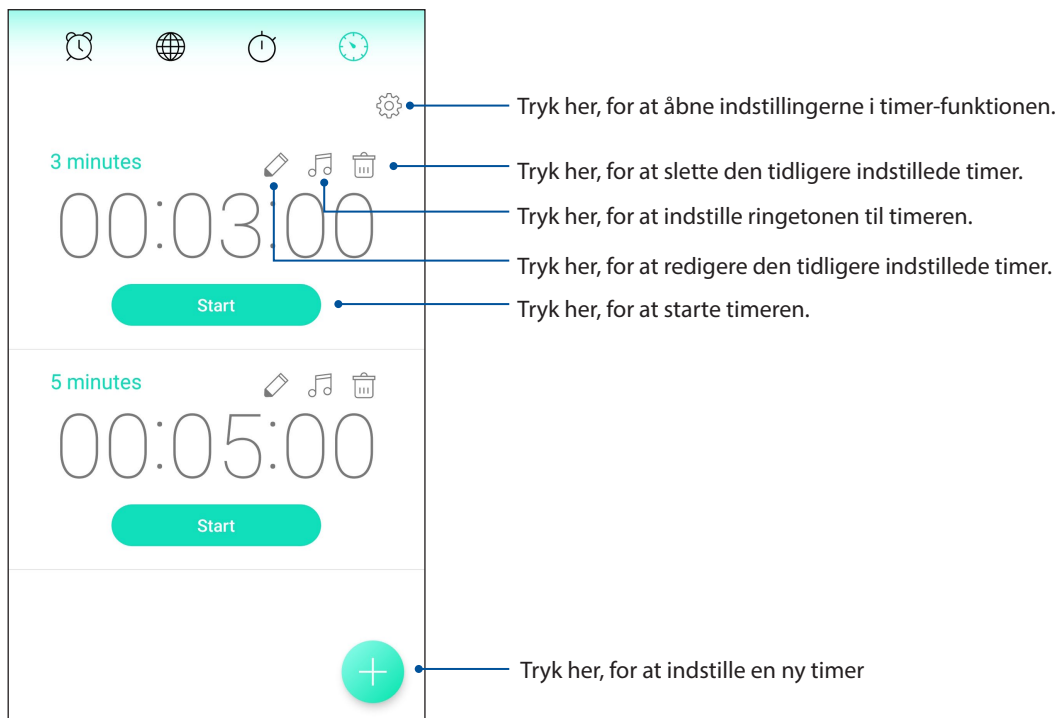 Tryk her, for at åbne indstillingerne i timer-funktionen.
3 minutes
Tryk her, for at slette den tidligere indstillede timer.
00:03:00
Tryk her, for at indstille ringetonen til timeren.
Tryk her, for at redigere den tidligere indstillede timer.
Start
Tryk her, for at starte timeren.
5 minutes
00:05:00
Start
Tryk her, for at indstille en ny timer